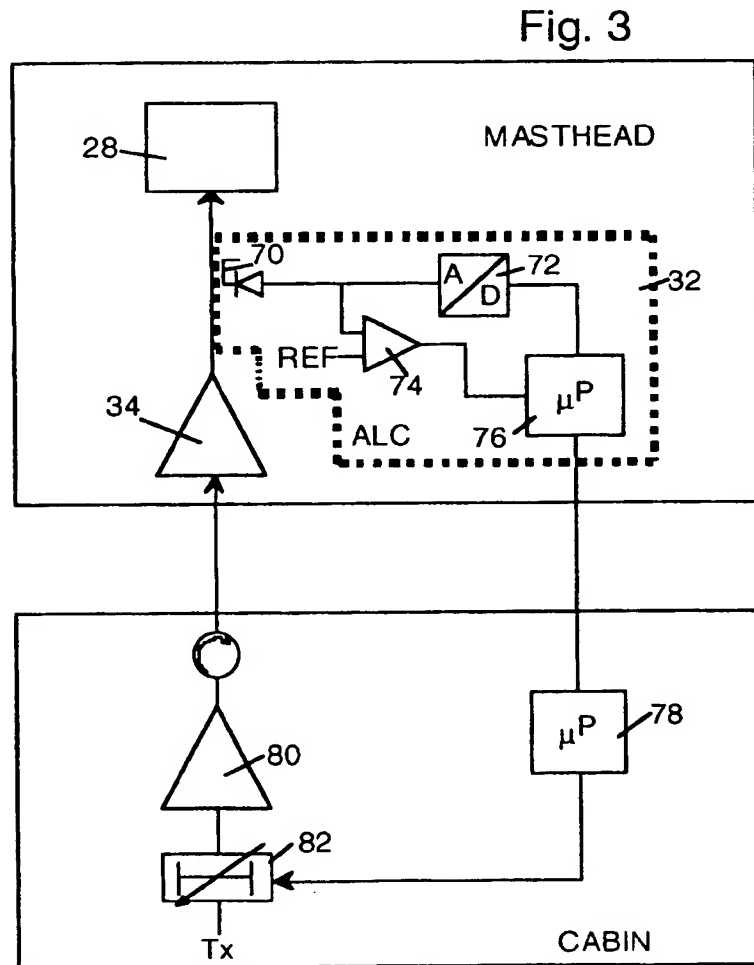 Fig. 3
MASTHEAD
28
70
A
D
72
32
REF
74
34
ALC
76
μP
μP
78
80
82
Tx
CABIN